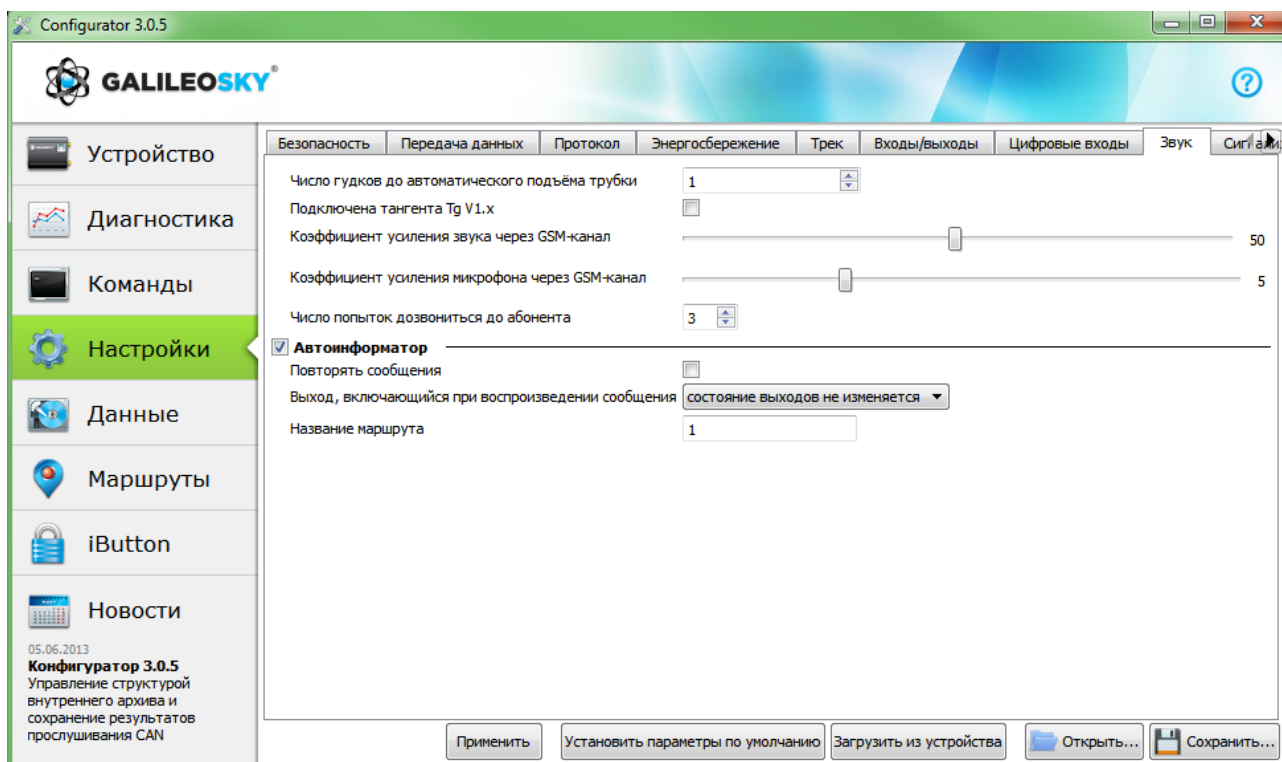 Configurator 3.0.5
GALILEOSKY®
?
Устройство
Диагностика
Команды
Настройки
Данные
Маршруты
iButton
Новости
05.06.2013
Конфигуратор 3.0.5
Управление структурой
внутреннего архива и
сохранение результатов
прослушивания CAN
Безопасность Передача данных Протокол Энергосбережение Трек Входы/выходы Цифровые входы Звук
Число гудков до автоматического подъёма трубки 1
Подключена тангента Tg V1.x
Коэффициент усиления звука через GSM-канал 50
Коэффициент усиления микрофона через GSM-канал 5
Число попыток дозвониться до абонента 3
Автоинформатор
Повторять сообщения
Выход, включающийся при воспроизведении сообщения состояние выходов не изменяется
Название маршрута 1
Применить Установить параметры по умолчанию Загрузить из устройства Открыть... Сохранить...